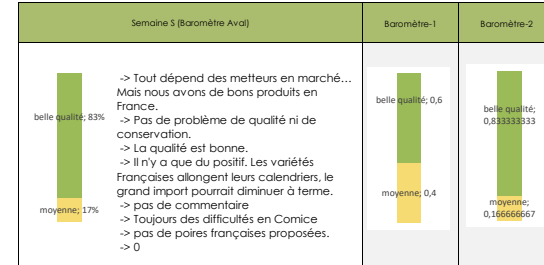 Semaine S (Baromètre Aval)
Baromètre-1
Baromètre-2
belle qualité; 83%
moyenne; 17%
-> Tout dépend des metteurs en marché…
Mais nous avons de bons produits en
France.
-> Pas de problème de qualité ni de
conservation.
-> La qualité est bonne.
-> Il n'y a que du positif. Les variétés
Françaises allongent leurs calendriers, le
grand import pourrait diminuer à terme.
-> pas de commentaire
-> Toujours des difficultés en Comice
-> pas de poires françaises proposées.
-> 0
belle qualité; 0,6
moyenne; 0,4
belle qualité;
0,833333333
moyenne;
0,166666667